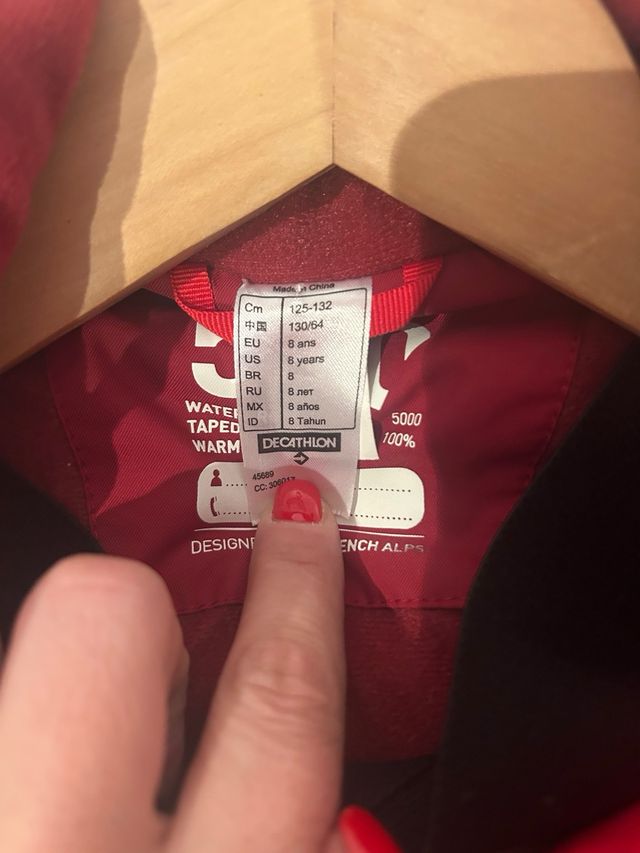 Made in China
Cm 125-132
中国 130/64
EU 8 ans
US 8 years
BR 8
RU 8 лет
MX 8 años
ID 8 Tahun
DECATHLON
45689
CC:
WATER
TAPED
WARM
5000
100%
DESIGNE ENCH ALPS